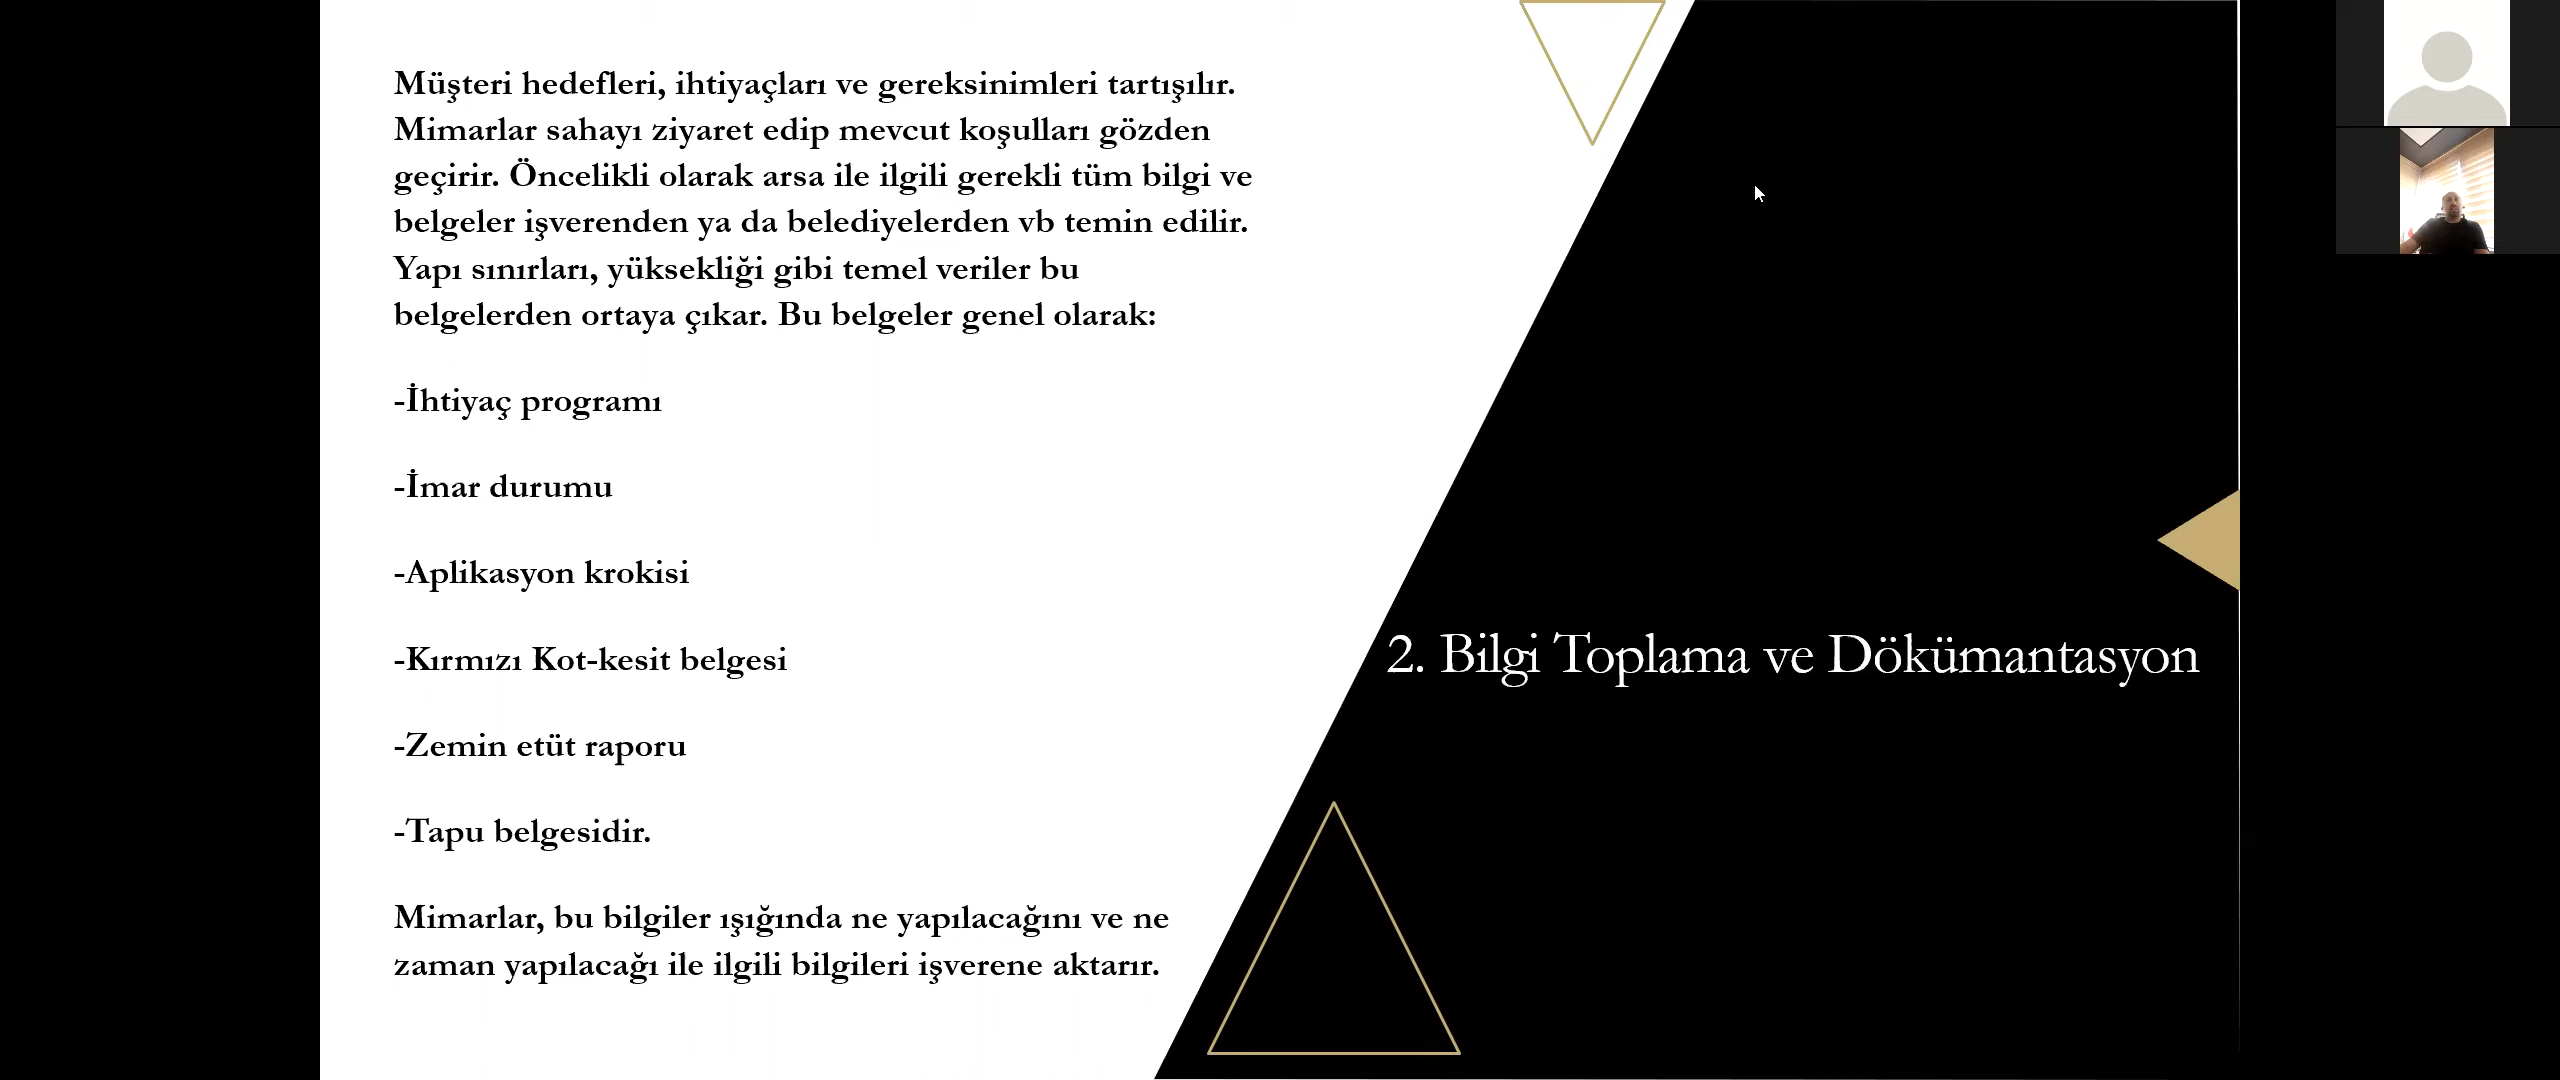 Müşteri hedefleri, ihtiyaçları ve gereksinimleri tartışılır.
Mimarlar sahayı ziyaret edip mevcut koşulları gözden
geçirir. Öncelikli olarak arsa ile ilgili gerekli tüm bilgi ve
belgeler işverenden ya da belediyelerden vb temin edilir.
Yapı sınırları, yüksekliği gibi temel veriler bu
belgelerden ortaya çıkar. Bu belgeler genel olarak:
-İhtiyaç programı
-İmar durumu
-Aplikasyon krokisi
-Kırmızı Kot-kesit belgesi
-Zemin etüt raporu
-Tapu belgesidir.
Mimarlar, bu bilgiler ışığında ne yapılacağını ve ne
zaman yapılacağı ile ilgili bilgileri işverene aktarır.
2. Bilgi Toplama ve Dökümantasyon